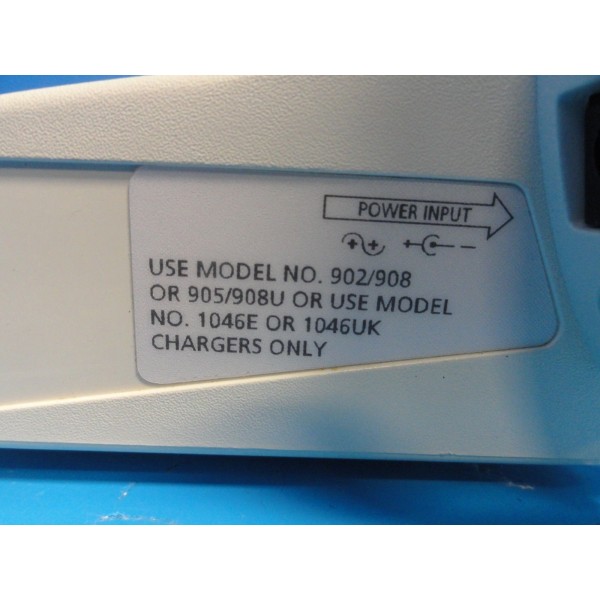 POWER INPUT
USE MODEL NO. 902/908
OR 905/908U OR USE MODEL
NO. 1046E OR 1046UK
CHARGERS ONLY